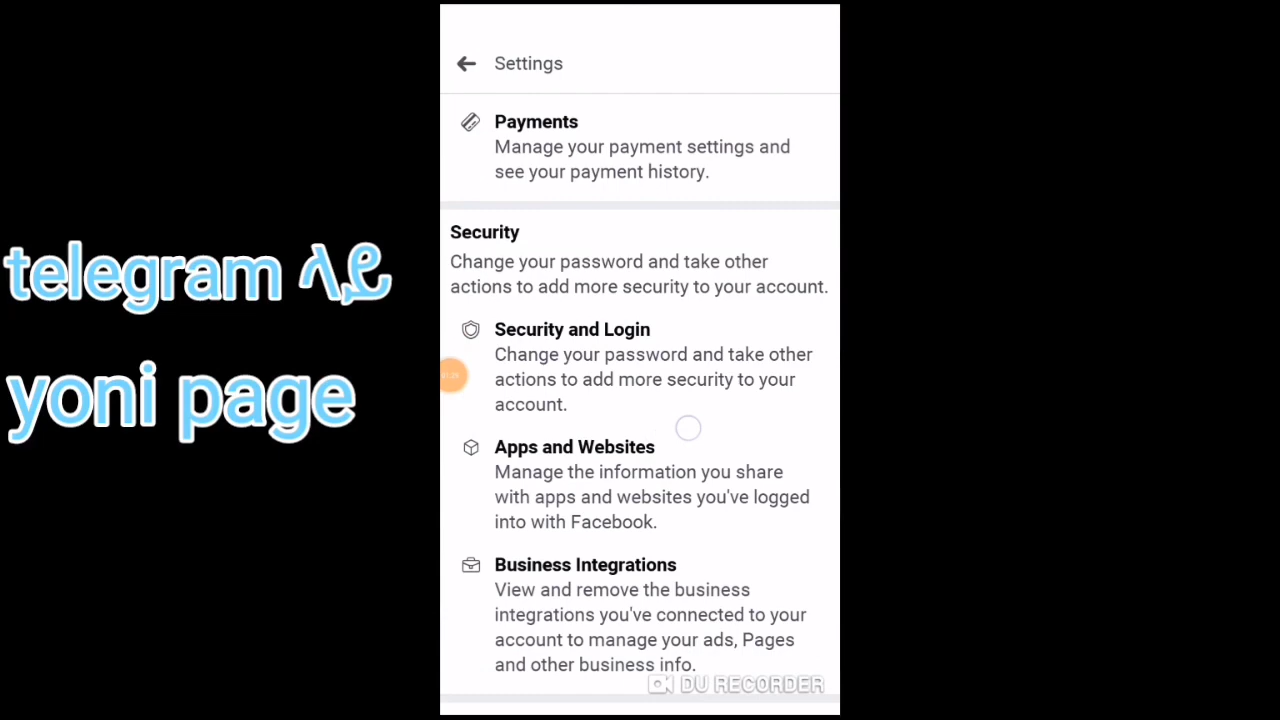 telegram ላይ
yoni page
Settings
Payments
Manage your payment settings and
see your payment history.
Security
Change your password and take other
actions to add more security to your account.
Security and Login
Change your password and take other
actions to add more security to your
account.
Apps and Websites
Manage the information you share
with apps and websites you've logged
into with Facebook.
Business Integrations
View and remove the business
integrations you've connected to your
account to manage your ads, Pages
and other business info.
DU RECORDER